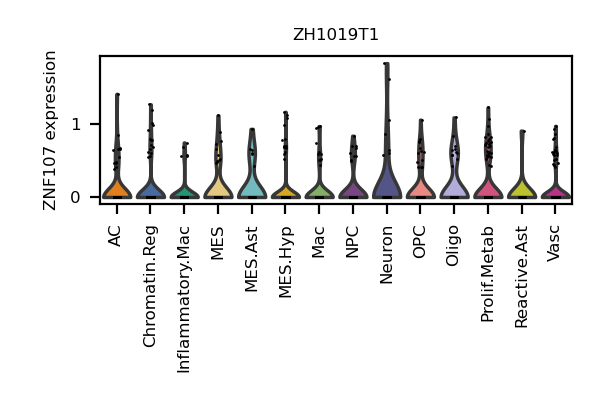 ZH1019T1
ZNF107 expression
1
0
AC
Chromatin.Reg
Inflammatory.Mac
MES
MES.Ast
MES.Hyp
Mac
NPC
Neuron
OPC
Oligo
Prolif.Metab
Reactive.Ast
Vasc